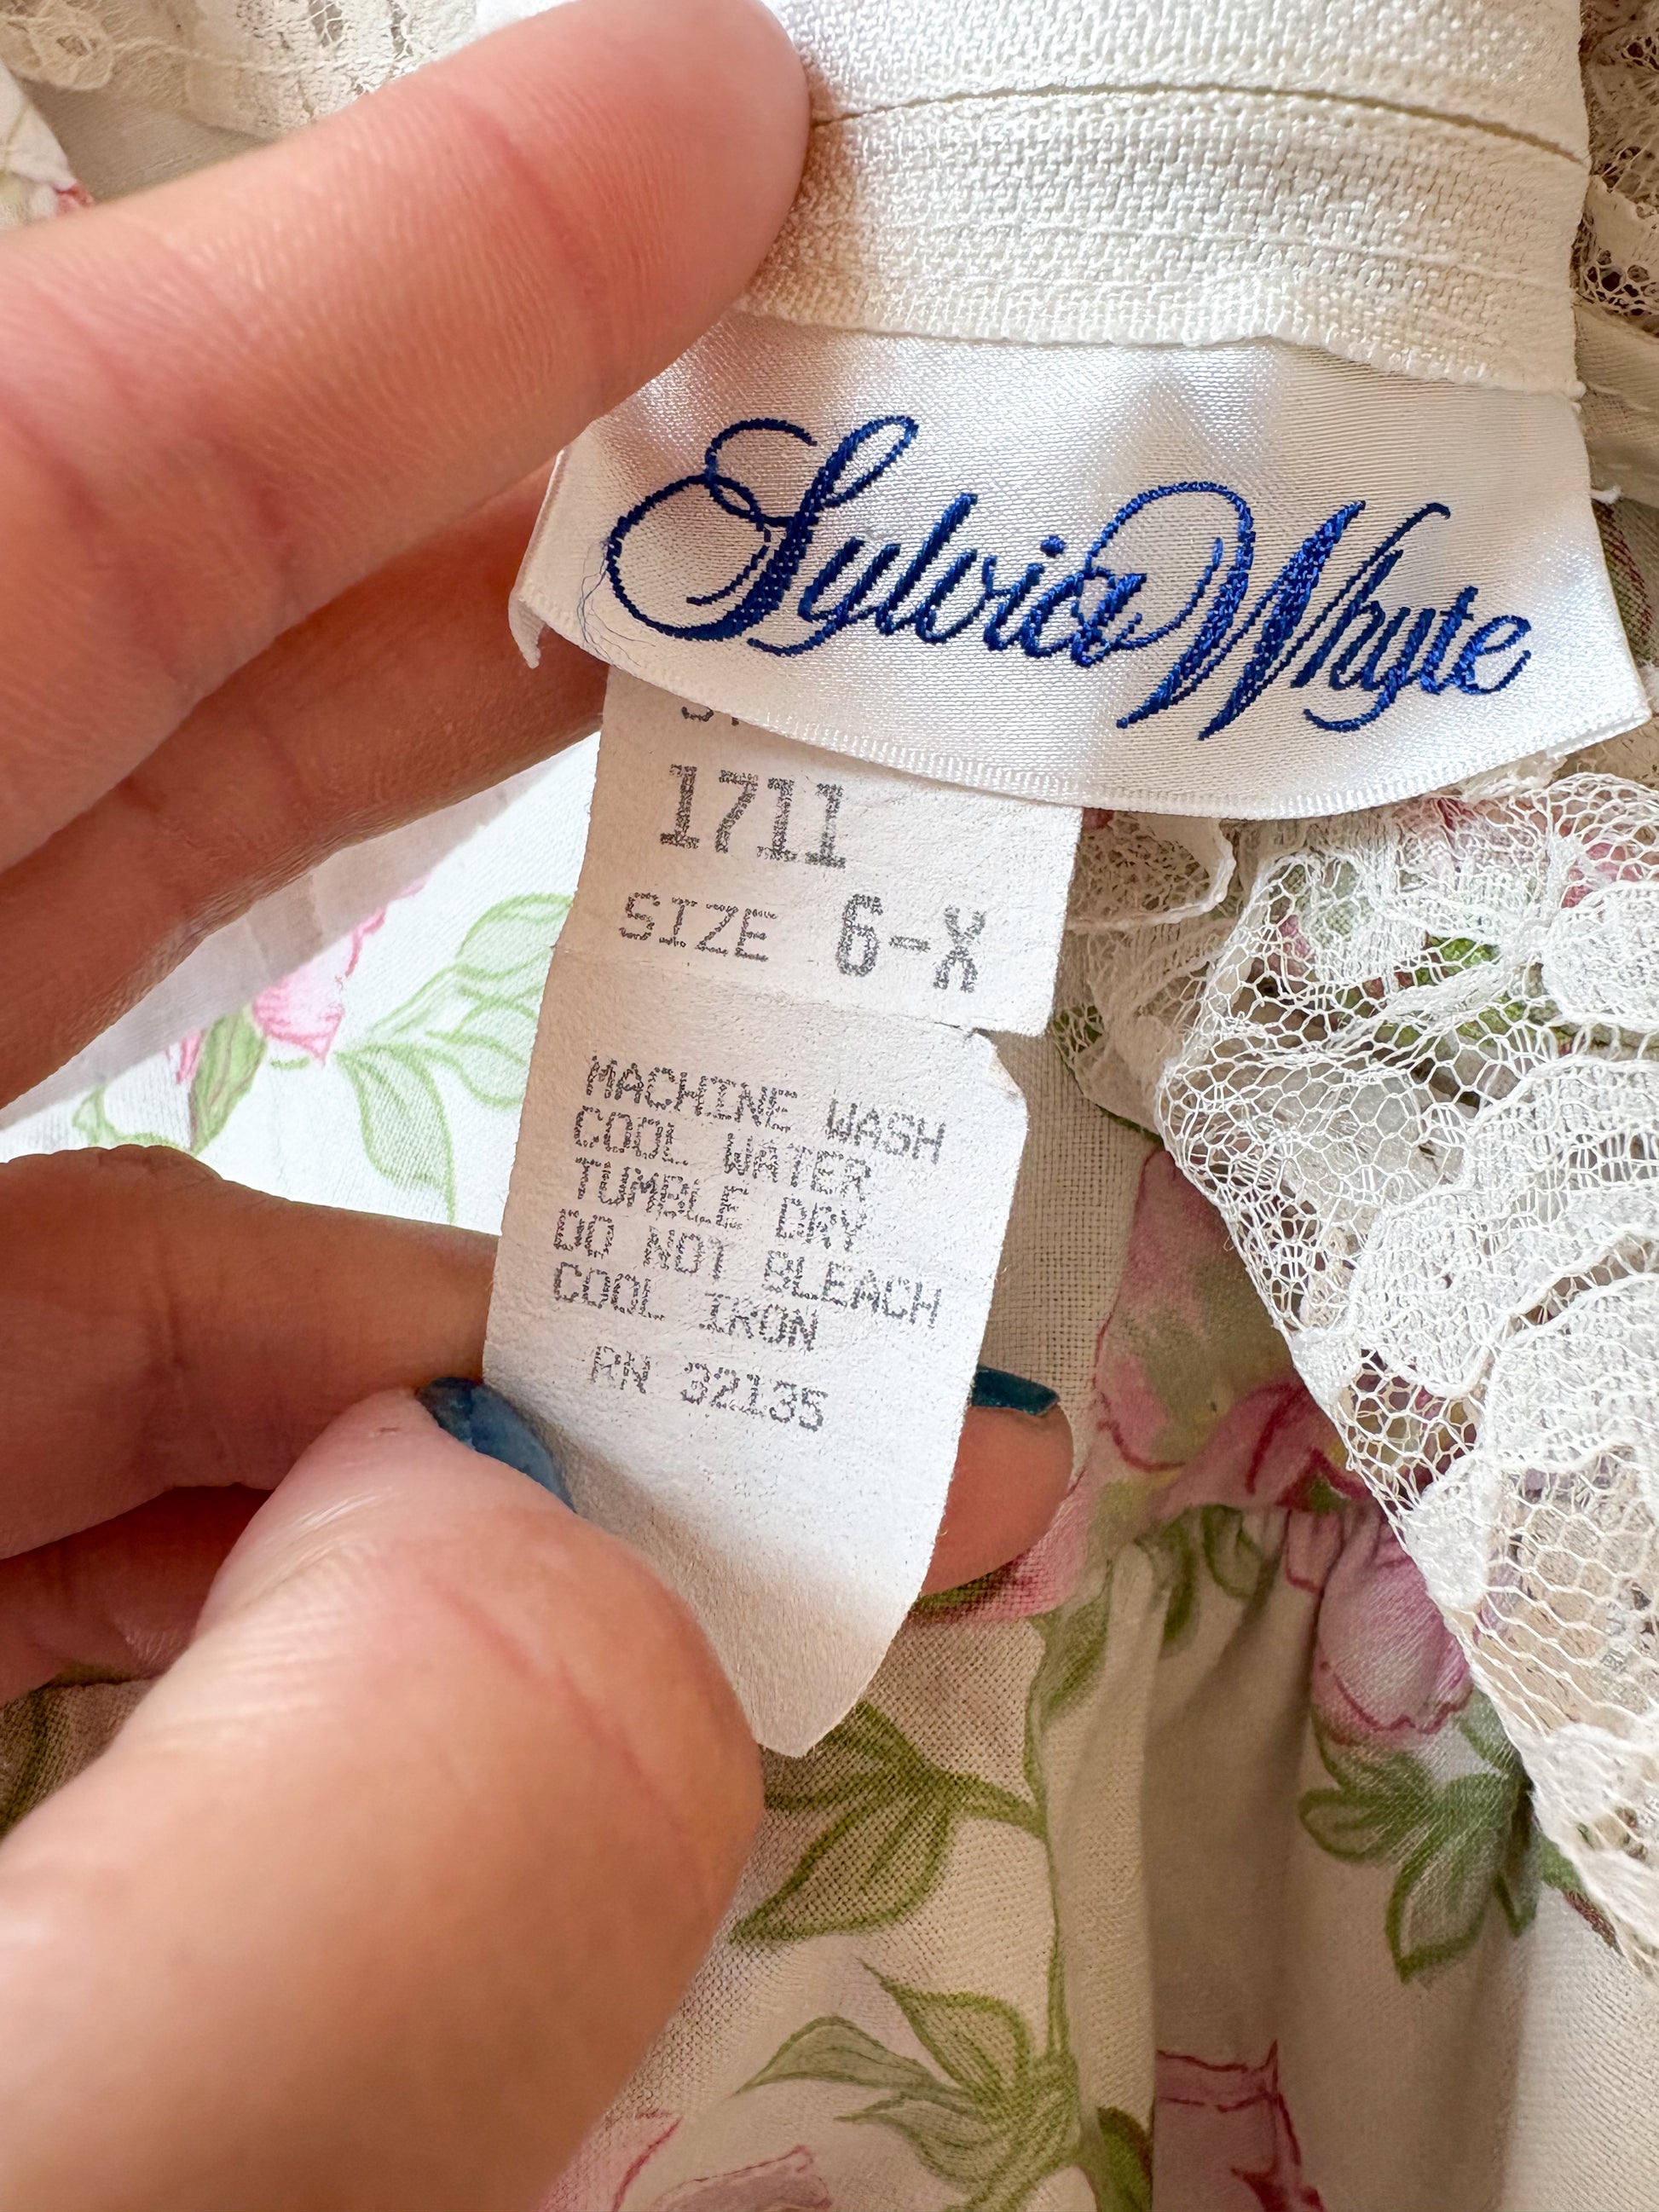 Sylvia Whyte
1711
SIZE 6-X
MACHINE WASH
COOL WATER
TUMBLE DRY
DO NOT BLEACH
COOL IRON
RN 32135